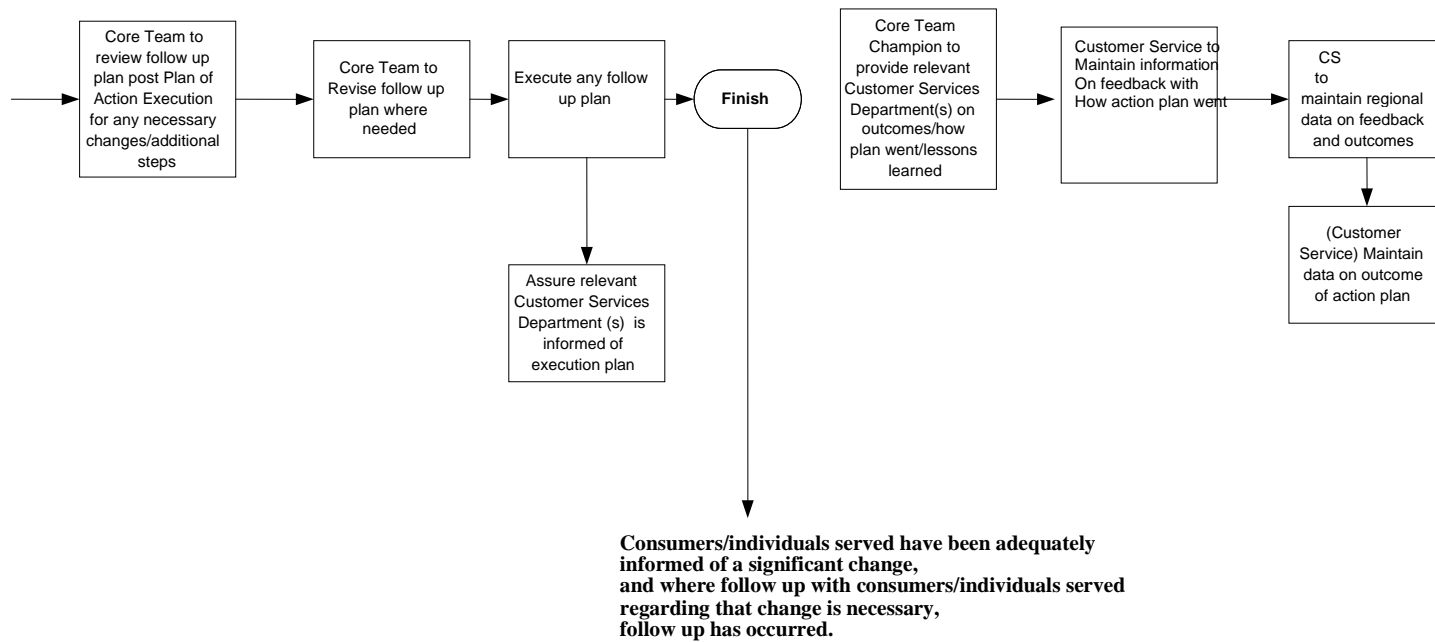 Core Team to
review follow up
plan post Plan of
Action Execution
for any necessary
changes/additional
steps
Core Team to
Revise follow up
plan where
needed
Execute any follow
up plan
Finish
Assure relevant
Customer Services
Department (s) is
informed of
execution plan
Consumers/individuals served have been adequately
informed of a significant change,
and where follow up with consumers/individuals served
regarding that change is necessary,
follow up has occurred.
Core Team
Champion to
provide relevant
Customer Services
Department(s) on
outcomes/how
plan went/lessons
learned
Customer Service to
Maintain information
On feedback with
How action plan went
CS
to
maintain regional
data on feedback
and outcomes
(Customer
Service) Maintain
data on outcome
of action plan